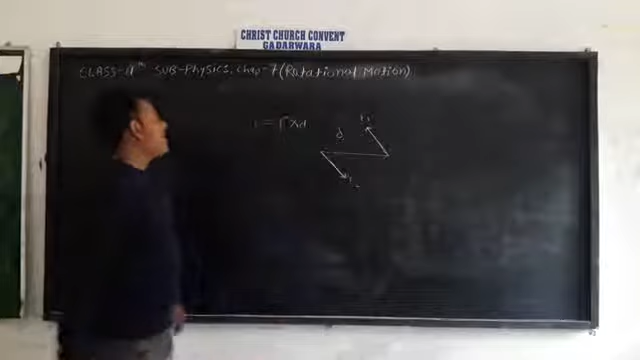 CHRIST CHURCH CONVENT
GADARWARA
CLASS-11th SUB-Physics, Chap-7 (Rotational Motion)
= F x d
d